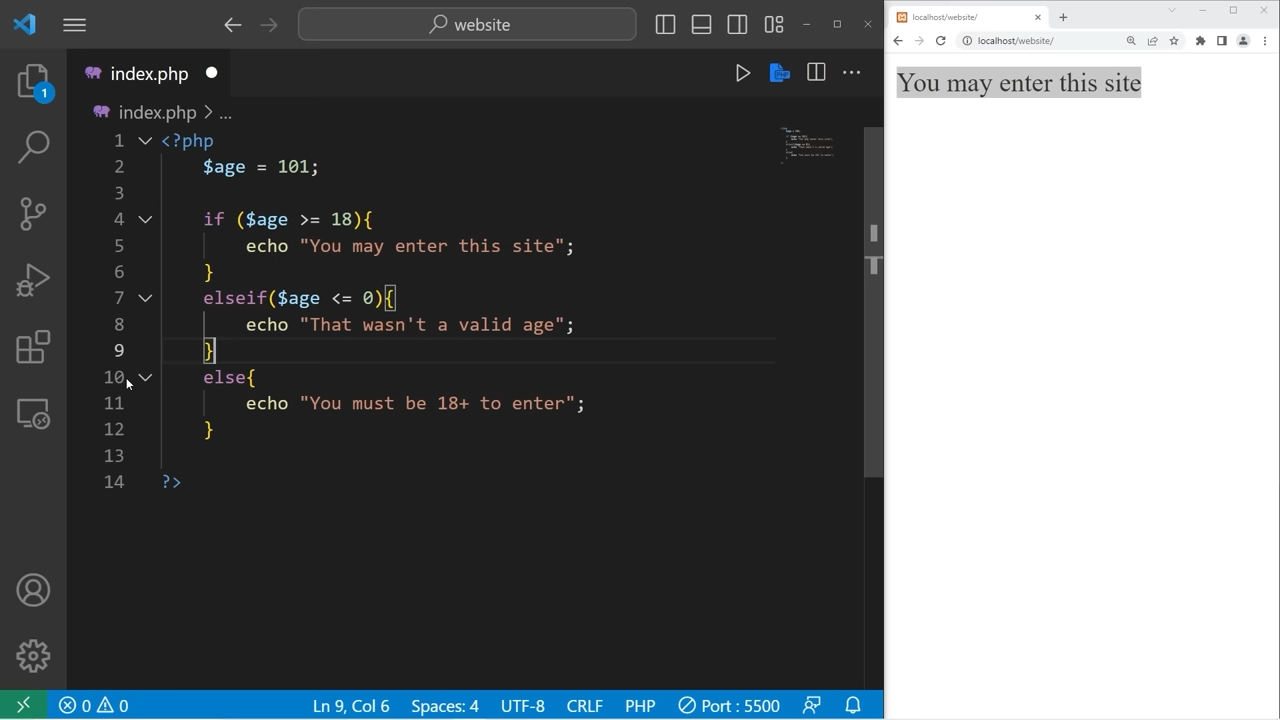 website
index.php
index.php > ...
1 <?php
2 $age = 101;
3
4 if ($age >= 18){
5 echo "You may enter this site";
6 }
7 elseif($age <= 0){
8 echo "That wasn't a valid age";
9 }
10 else{
11 echo "You must be 18+ to enter";
12 }
13
14 ?>
1
0 0
Ln 9, Col 6
Spaces: 4
UTF-8
CRLF
PHP
Port : 5500
localhost/website/
localhost/website/
You may enter this site